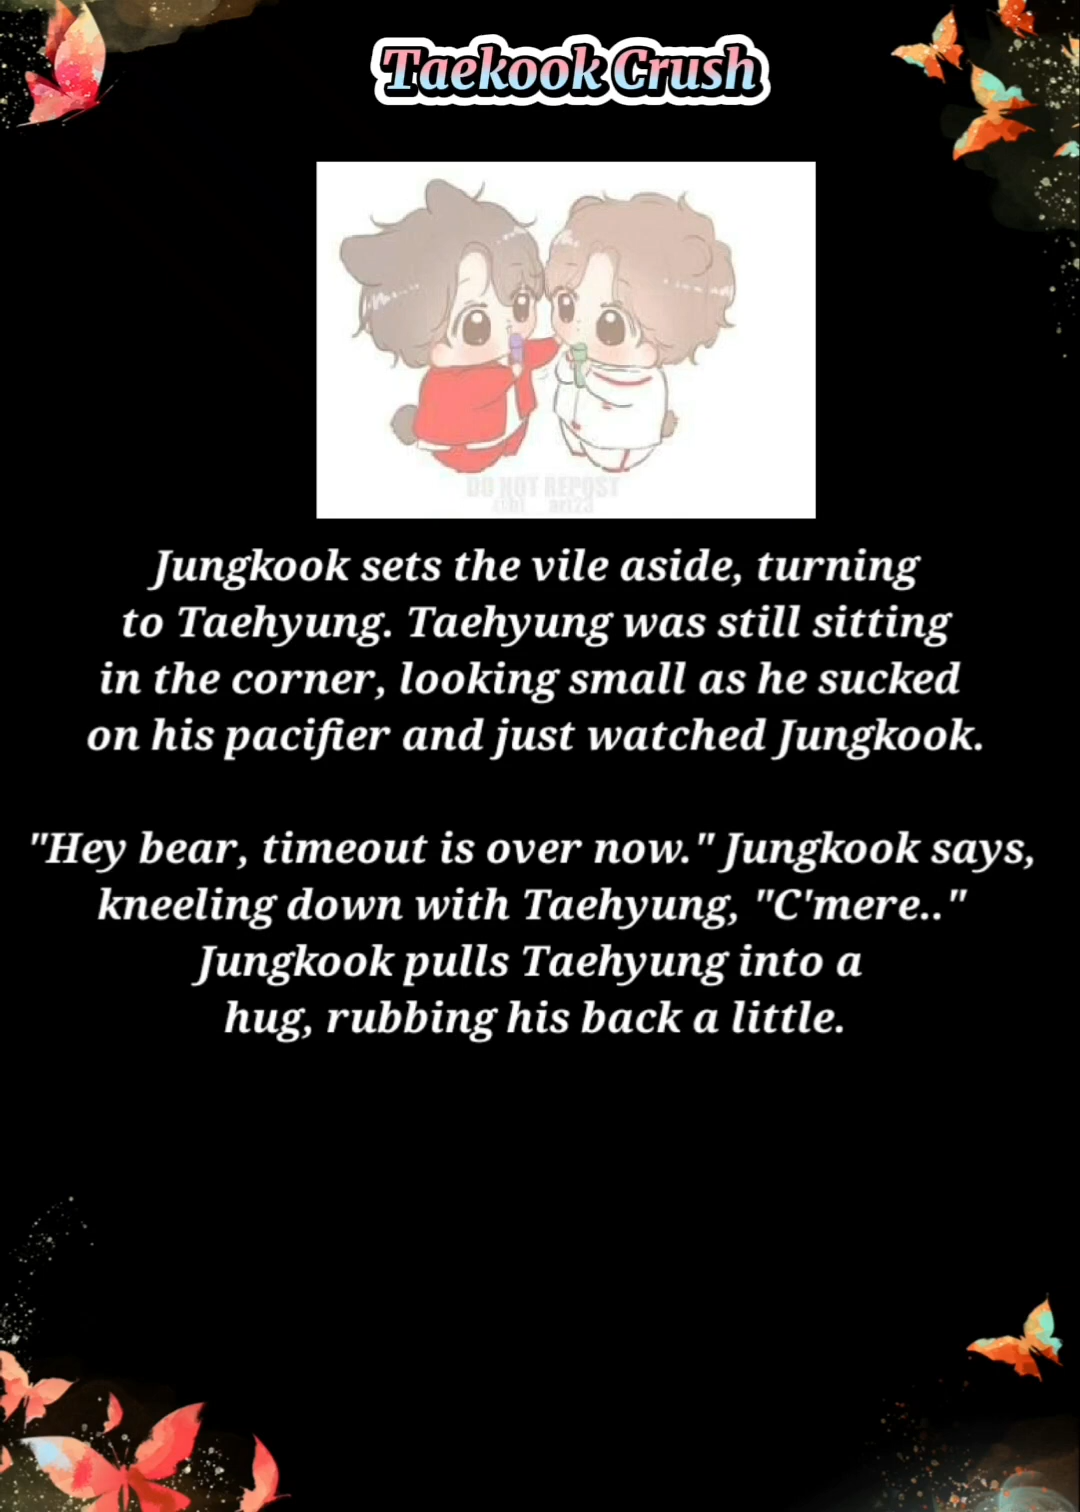 Taekook Crush
DO NOT REPOST
Jungkook sets the vile aside, turning
to Taehyung. Taehyung was still sitting
in the corner, looking small as he sucked
on his pacifier and just watched Jungkook.
"Hey bear, timeout is over now." Jungkook says,
kneeling down with Taehyung, "C'mere.."
Jungkook pulls Taehyung into a
hug, rubbing his back a little.